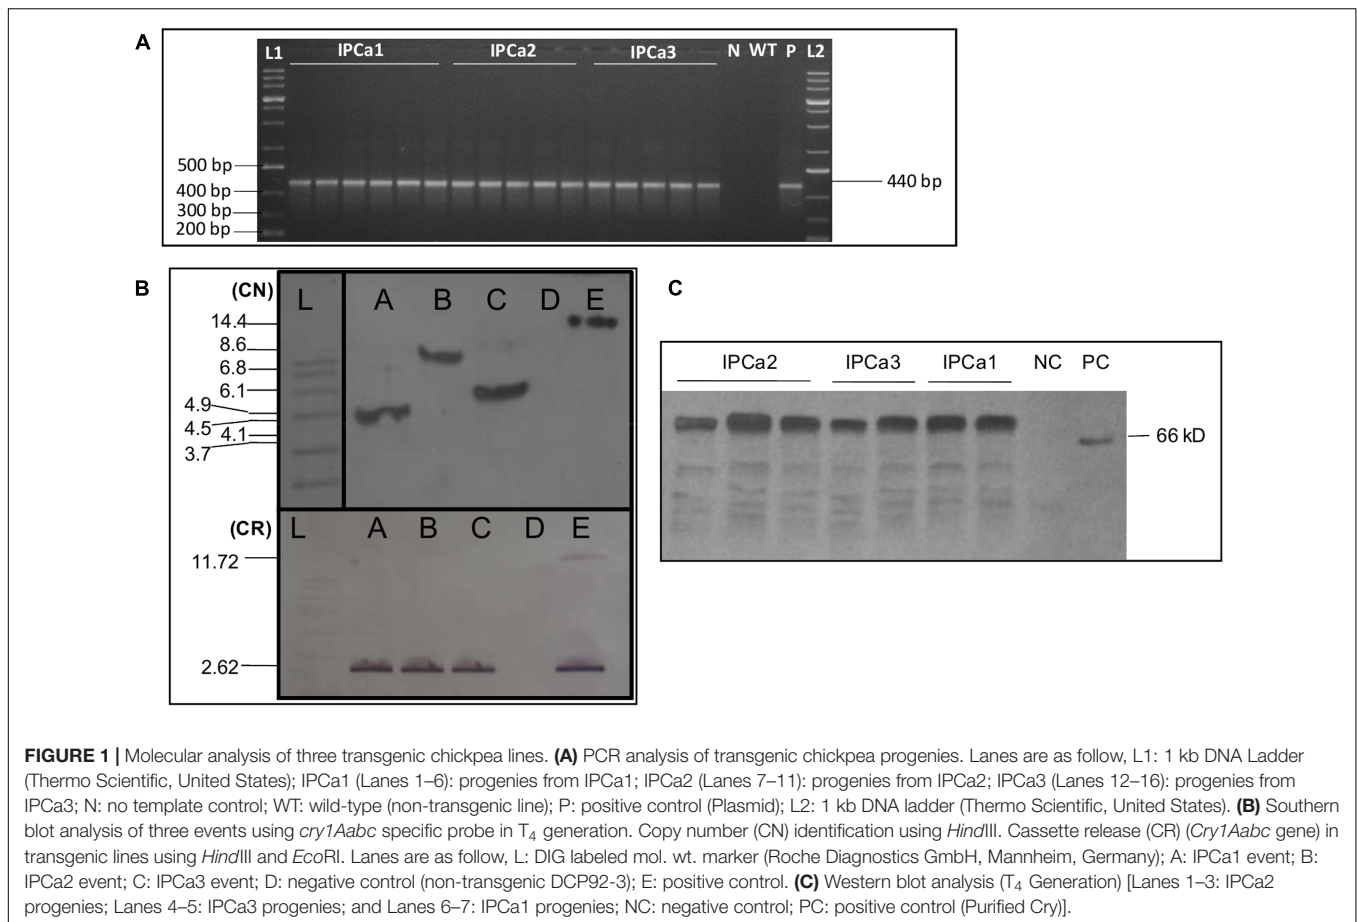 A
L1 IPCa1 IPCa2 IPCa3 N WT P L2
500 bp
400 bp
300 bp
200 bp
440 bp
B
(CN)
L A B C D E
14.4
8.6
6.8
6.1
4.9
4.5
4.1
3.7
(CR)
L A B C D E
11.72
2.62
C
IPCa2 IPCa3 IPCa1 NC PC
66 kD
FIGURE 1 | Molecular analysis of three transgenic chickpea lines. (A) PCR analysis of transgenic chickpea progenies. Lanes are as follow, L1: 1 kb DNA Ladder
(Thermo Scientific, United States); IPCa1 (Lanes 1–6): progenies from IPCa1; IPCa2 (Lanes 7–11): progenies from IPCa2; IPCa3 (Lanes 12–16): progenies from
IPCa3; N: no template control; WT: wild-type (non-transgenic line); P: positive control (Plasmid); L2: 1 kb DNA ladder (Thermo Scientific, United States). (B) Southern
blot analysis of three events using cry1Aabc specific probe in T4 generation. Copy number (CN) identification using HindIII. Cassette release (CR) (Cry1Aabc gene) in
transgenic lines using HindIII and EcoRI. Lanes are as follow, L: DIG labeled mol. wt. marker (Roche Diagnostics GmbH, Mannheim, Germany); A: IPCa1 event; B:
IPCa2 event; C: IPCa3 event; D: negative control (non-transgenic DCP92-3); E: positive control. (C) Western blot analysis (T4 Generation) [Lanes 1–3: IPCa2
progenies; Lanes 4–5: IPCa3 progenies; and Lanes 6–7: IPCa1 progenies; NC: negative control; PC: positive control (Purified Cry)].